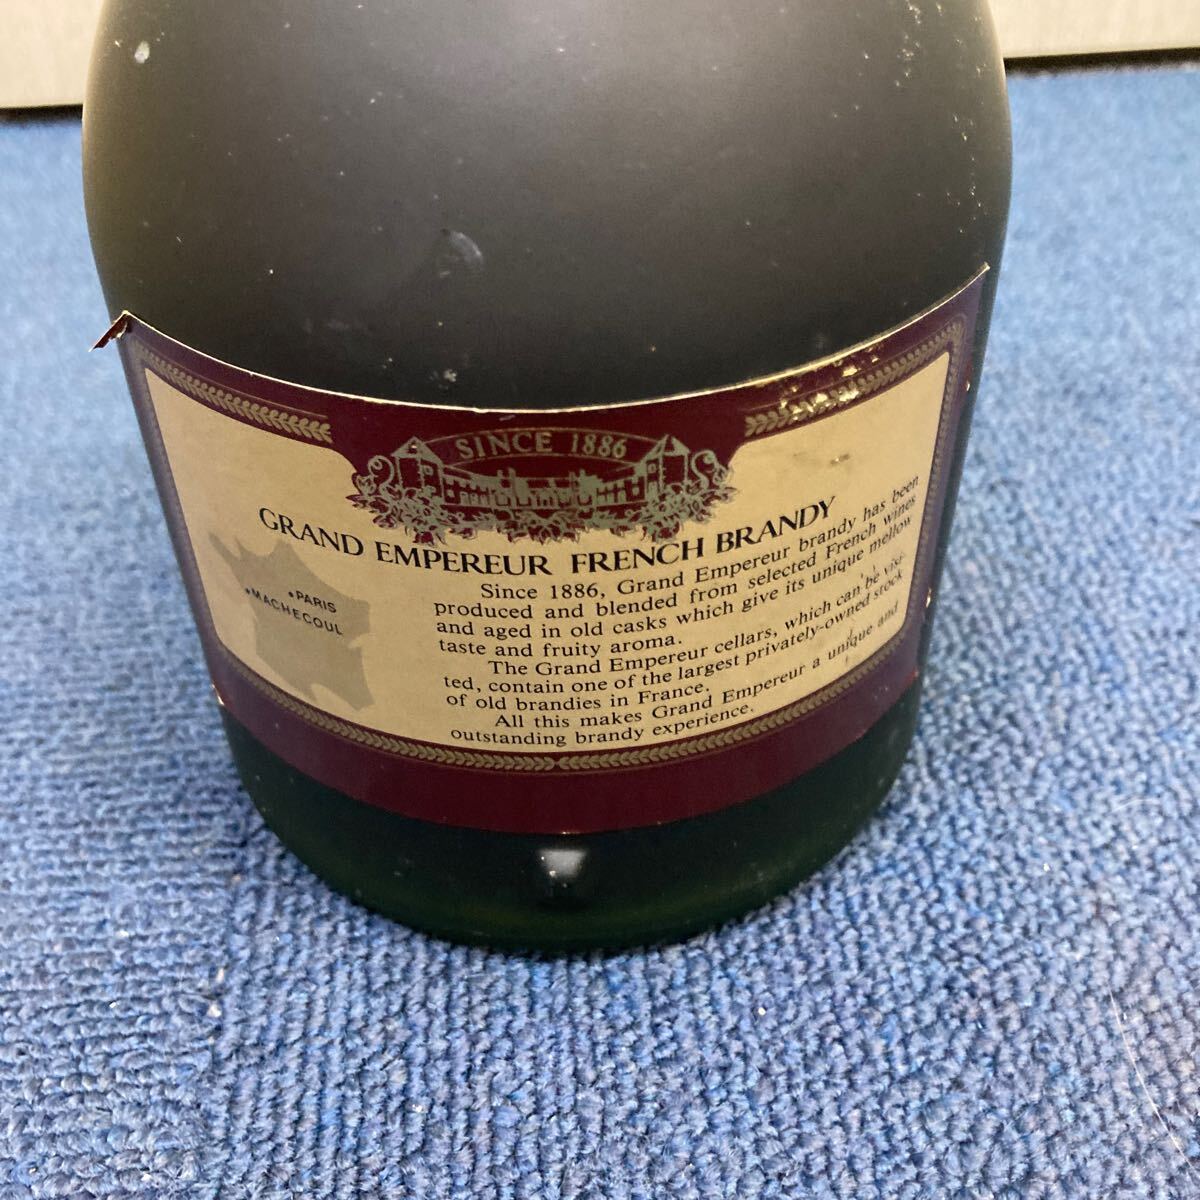 SINCE 1886
GRAND EMPEREUR FRENCH BRANDY
•PARIS
•MACHECOUL
Since 1886, Grand Empereur brandy has been
produced and blended from selected French wines
and aged in old casks which give its unique mellow
taste and fruity aroma.
The Grand Empereur cellars, which can be visi-
ted, contain one of the largest privately-owned stock
of old brandies in France.
All this makes Grand Empereur a unique and
outstanding brandy experience.